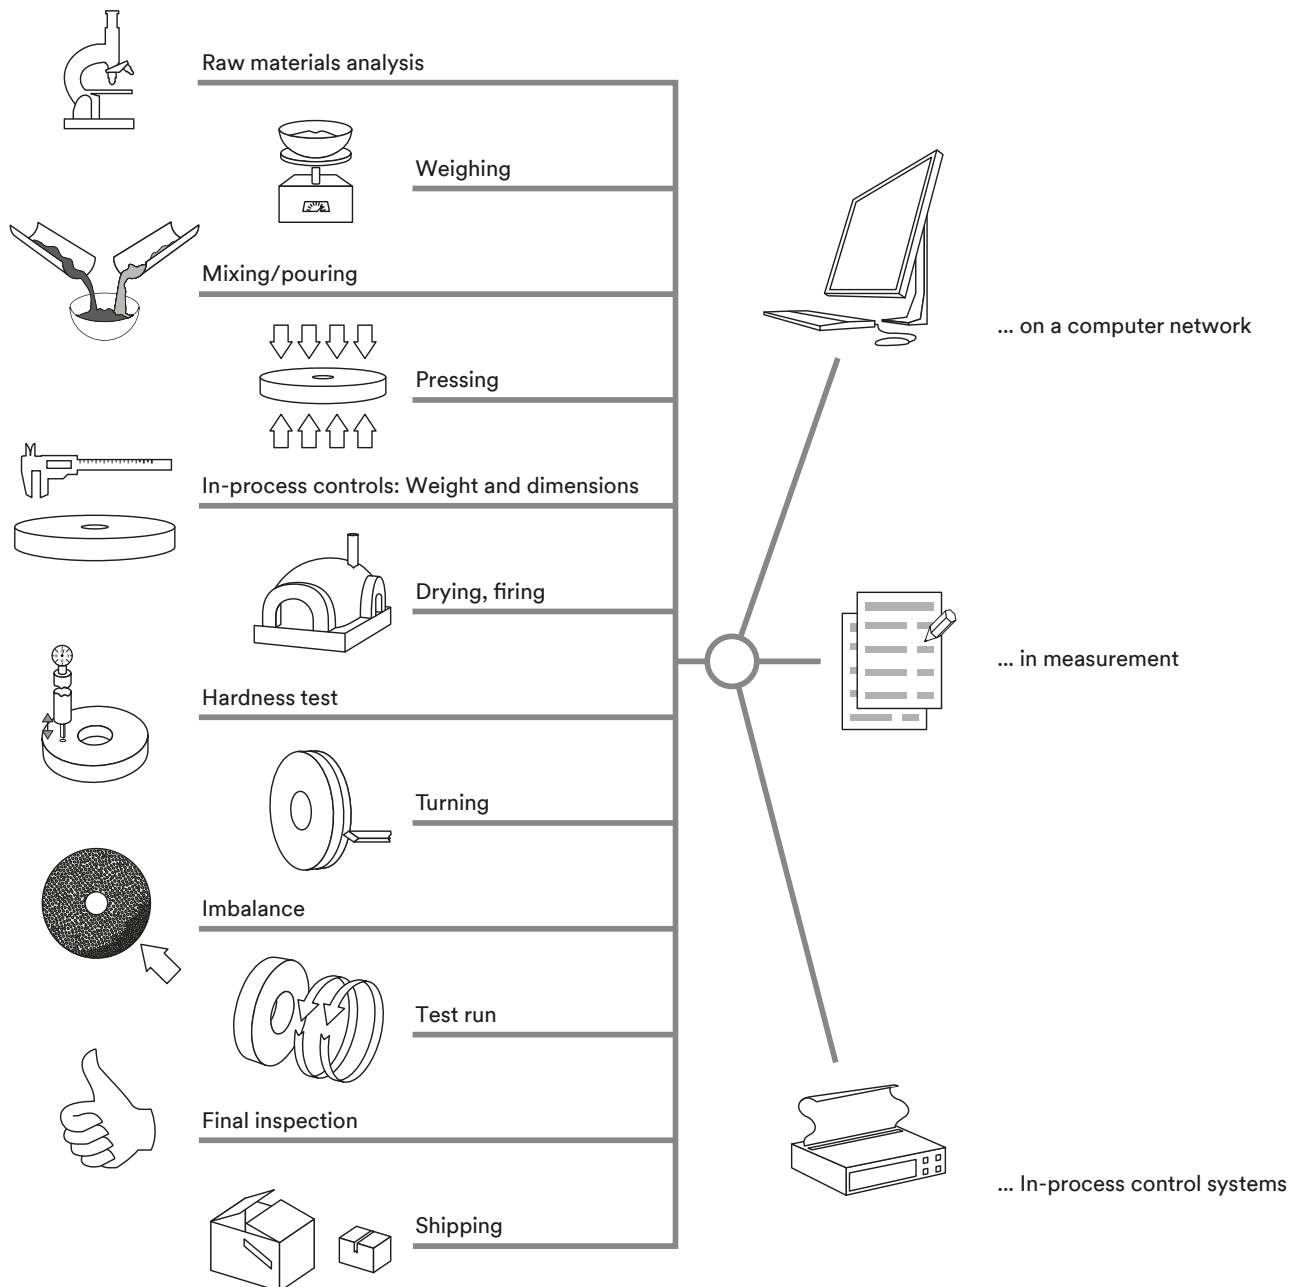 Raw materials analysis
Weighing
Mixing/pouring
Pressing
In-process controls: Weight and dimensions
Drying, firing
Hardness test
Turning
Imbalance
Test run
Final inspection
Shipping
... on a computer network
... in measurement
... In-process control systems